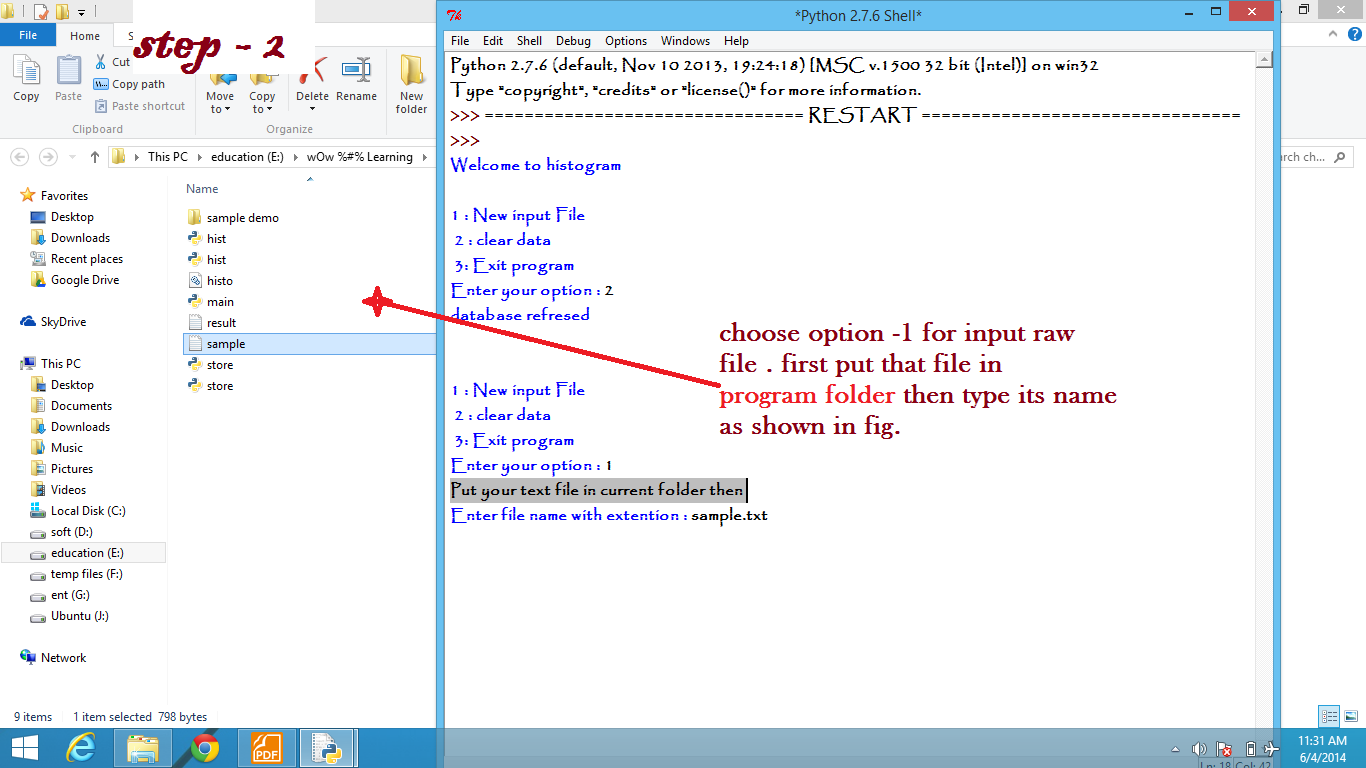 *Python 2.7.6 Shell*
File
Home
S
step - 2
Copy
Paste
Cut
Copy path
Paste shortcut
Clipboard
Move to
Copy to
Delete
Rename
Organize
New folder
This PC
education (E:)
wOw %#% Learning
Favorites
Desktop
Downloads
Recent places
Google Drive
SkyDrive
This PC
Desktop
Documents
Downloads
Music
Pictures
Videos
Local Disk (C:)
soft (D:)
education (E:)
temp files (F:)
ent (G:)
Ubuntu (J:)
Network
Name
sample demo
hist
hist
histo
main
result
sample
store
store
9 items
1 item selected 798 bytes
File Edit Shell Debug Options Windows Help
Python 2.7.6 (default, Nov 10 2013, 19:24:18) [MSC v.1500 32 bit (Intel)] on win32
Type "copyright", "credits" or "license()" for more information.
>>> ================================ RESTART ================================
>>>
Welcome to histogram
1 : New input File
2 : clear data
3: Exit program
Enter your option : 2
database refresed
1 : New input File
2 : clear data
3: Exit program
Enter your option : 1
Put your text file in current folder then
Enter file name with extention : sample.txt
choose option -1 for input raw
file . first put that file in
program folder then type its name
as shown in fig.
arch ch...
PDF
Ln: 18 Col: 42
11:31 AM
6/4/2014